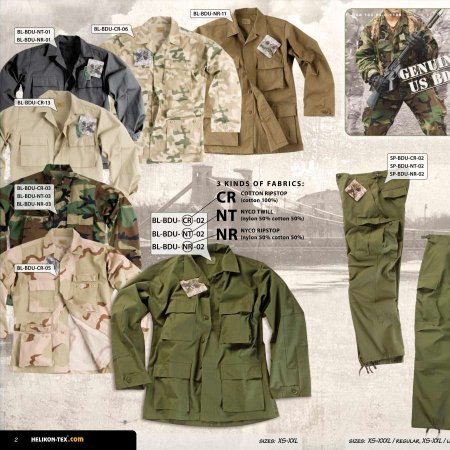 BL-BDU-NT-01
BL-BDU-NR-01
BL-BDU-CR-06
BL-BDU-NR-11
GENUIN
US BD
BL-BDU-CR-13
SP-BDU-CR-02
SP-BDU-NT-02
SP-BDU-NR-02
BL-BDU-CR-03
BL-BDU-NT-03
BL-BDU-NR-03
3 KINDS OF FABRICS:
CR COTTON RIPSTOP
(cotton 100%)
NT NYCO TWILL
(nylon 50% cotton 50%)
NR NYCO RIPSTOP
(nylon 50% cotton 50%)
BL-BDU-CR-02
BL-BDU-NT-02
BL-BDU-NR-02
BL-BDU-CR-05
2 HELIKON-TEX.com
SIZES: XS-XXL
SIZES: XS-XXXL / REGULAR, XS-XXL / L